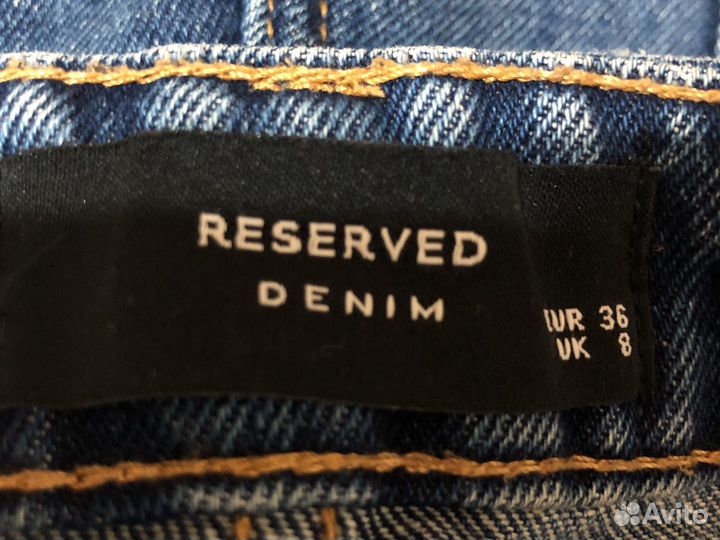 RESERVED
DENIM
EUR 36
UK 8
Avito